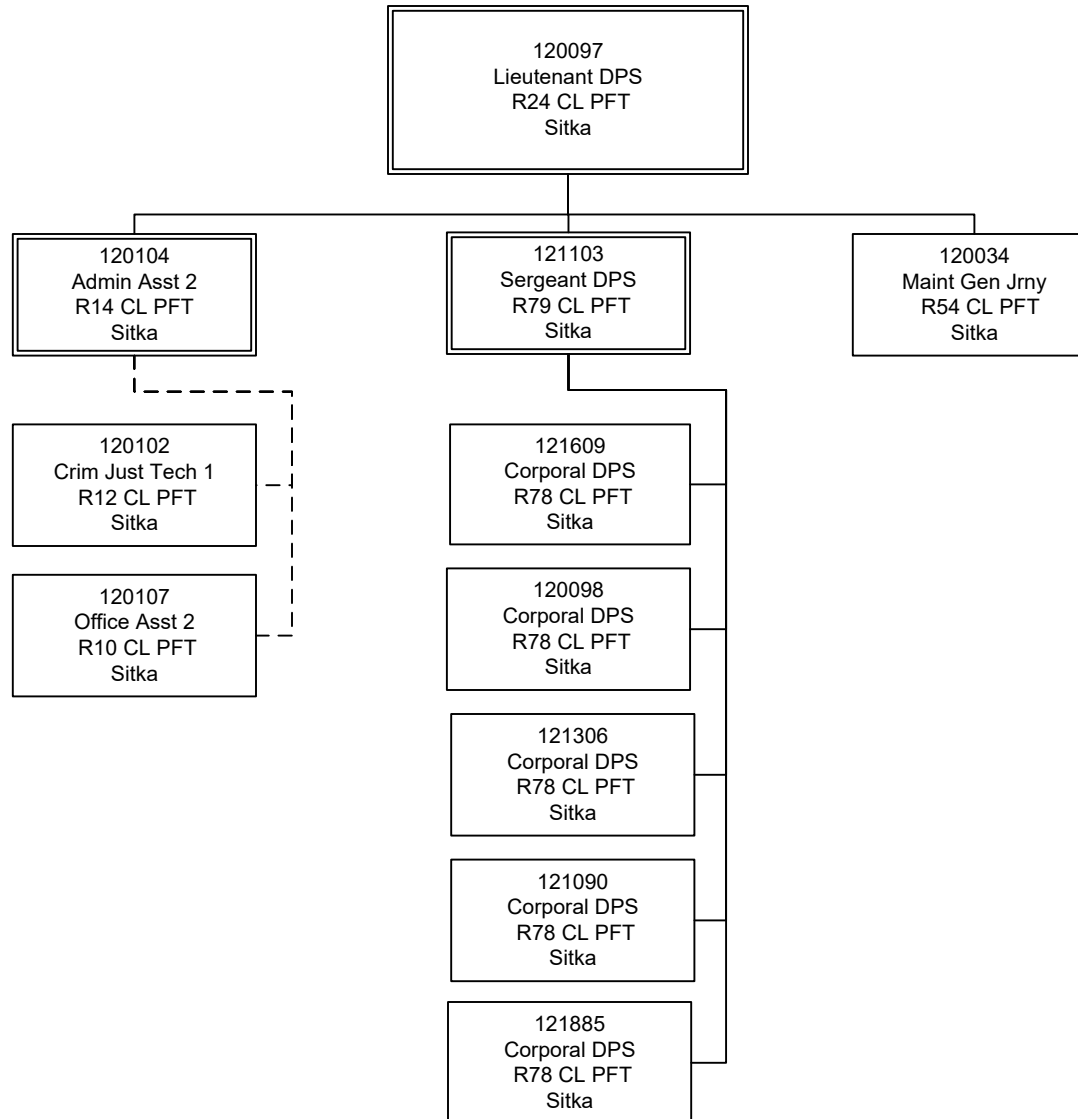 120097
Lieutenant DPS
R24 CL PFT
Sitka
120104
Admin Asst 2
R14 CL PFT
Sitka
121103
Sergeant DPS
R79 CL PFT
Sitka
120034
Maint Gen Jrny
R54 CL PFT
Sitka
120102
Crim Just Tech 1
R12 CL PFT
Sitka
120107
Office Asst 2
R10 CL PFT
Sitka
121609
Corporal DPS
R78 CL PFT
Sitka
120098
Corporal DPS
R78 CL PFT
Sitka
121306
Corporal DPS
R78 CL PFT
Sitka
121090
Corporal DPS
R78 CL PFT
Sitka
121885
Corporal DPS
R78 CL PFT
Sitka